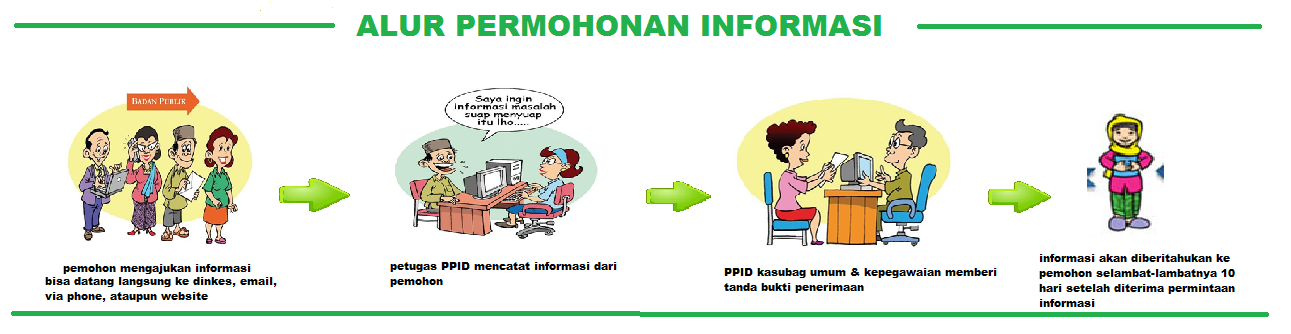 ALUR PERMOHONAN INFORMASI
BADAN PUBLIK
pemohon mengajukan informasi
bisa datang langsung ke dinkes, email,
via phone, ataupun website
Saya ingin
informasi masalah
suap menyuap
itu lho.....
petugas PPID mencatat informasi dari
pemohon
PPID kasubag umum & kepegawaian memberi
tanda bukti penerimaan
informasi akan diberitahukan ke
pemohon selambat-lambatnya 10
hari setelah diterima permintaan
informasi